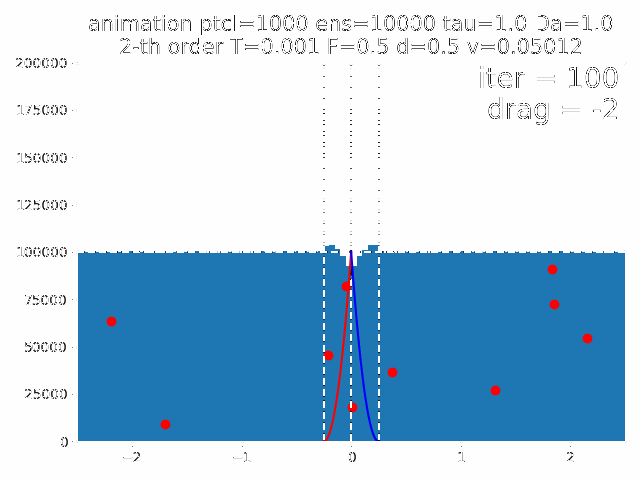 animation ptcl=1000 ens=10000 tau=1.0 Da=1.0
2-th order T=0.001 F=0.5 d=0.5 v=0.05012
iter = 100
drag = -2
200000
175000
150000
125000
100000
75000
50000
25000
0
−2 −1 0 1 2